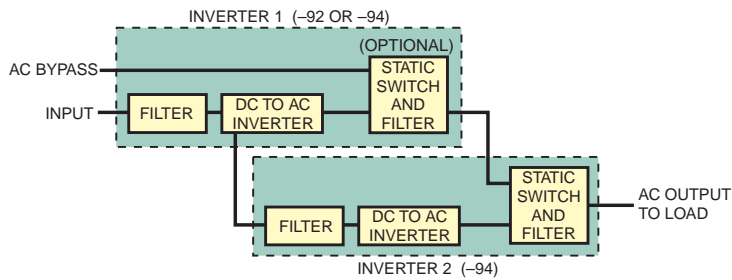 INVERTER 1 (–92 OR –94)
(OPTIONAL)
AC BYPASS
STATIC
SWITCH
AND
FILTER
INPUT
FILTER
DC TO AC
INVERTER
STATIC
SWITCH
AND
FILTER
AC OUTPUT
TO LOAD
FILTER
DC TO AC
INVERTER
INVERTER 2 (–94)